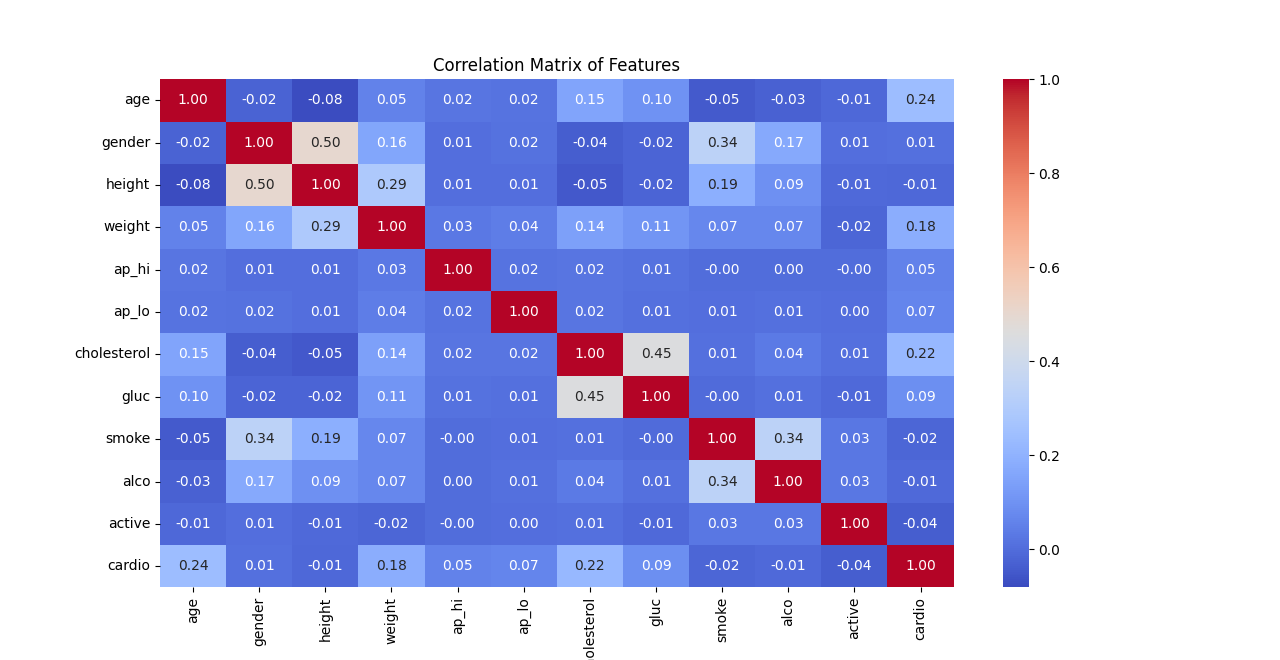 Correlation Matrix of Features
age 1.00 -0.02 -0.08 0.05 0.02 0.02 0.15 0.10 -0.05 -0.03 -0.01 0.24
gender -0.02 1.00 0.50 0.16 0.01 0.02 -0.04 -0.02 0.34 0.17 0.01 0.01
height -0.08 0.50 1.00 0.29 0.01 0.01 -0.05 -0.02 0.19 0.09 -0.01 -0.01
weight 0.05 0.16 0.29 1.00 0.03 0.04 0.14 0.11 0.07 0.07 -0.02 0.18
ap_hi 0.02 0.01 0.01 0.03 1.00 0.02 0.02 0.01 -0.00 0.00 -0.00 0.05
ap_lo 0.02 0.02 0.01 0.04 0.02 1.00 0.02 0.01 0.01 0.01 0.00 0.07
cholesterol 0.15 -0.04 -0.05 0.14 0.02 0.02 1.00 0.45 0.01 0.04 0.01 0.22
gluc 0.10 -0.02 -0.02 0.11 0.01 0.01 0.45 1.00 -0.00 0.01 -0.01 0.09
smoke -0.05 0.34 0.19 0.07 -0.00 0.01 0.01 -0.00 1.00 0.34 0.03 -0.02
alco -0.03 0.17 0.09 0.07 0.00 0.01 0.04 0.01 0.34 1.00 0.03 -0.01
active -0.01 0.01 -0.01 -0.02 -0.00 0.00 0.01 -0.01 0.03 0.03 1.00 -0.04
cardio 0.24 0.01 -0.01 0.18 0.05 0.07 0.22 0.09 -0.02 -0.01 -0.04 1.00
age gender height weight ap_hi ap_lo olesterol gluc smoke alco active cardio
1.0
0.8
0.6
0.4
0.2
0.0